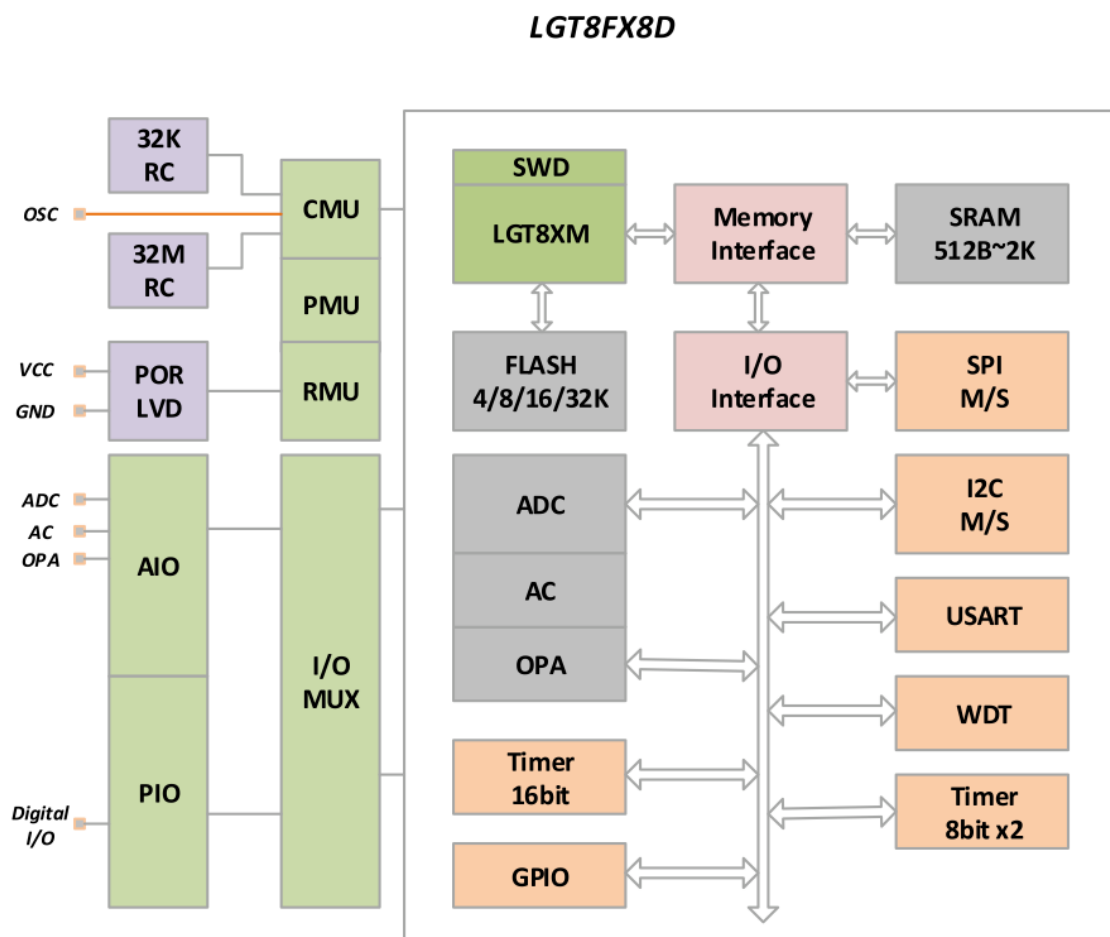 LGT8FX8D
32K
RC
OSC
32M
RC
CMU
PMU
VCC
GND
POR
LVD
RMU
ADC
AC
OPA
AIO
PIO
I/O
MUX
Digital
I/O
SWD
LGT8XM
Memory
Interface
SRAM
512B~2K
FLASH
4/8/16/32K
I/O
Interface
SPI
M/S
ADC
AC
OPA
I2C
M/S
USART
WDT
Timer
16bit
Timer
8bit x2
GPIO